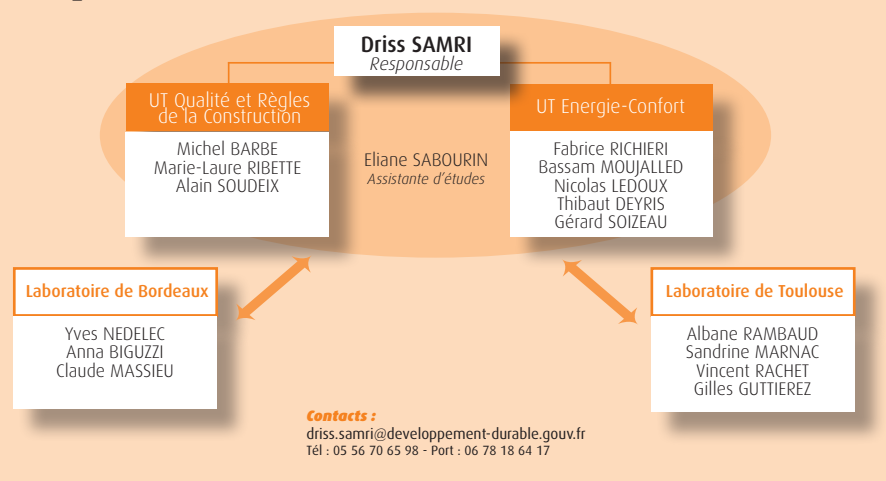 Driss SAMRI
Responsable
UT Qualité et Règles
de la Construction
Michel BARBE
Marie-Laure RIBETTE
Alain SOUDEIX
Eliane SABOURIN
Assistante d'études
UT Energie-Confort
Fabrice RICHIERI
Bassam MOUJALLED
Nicolas LEDOUX
Thibaut DEYRIS
Gérard SOIZEAU
Laboratoire de Bordeaux
Yves NEDELEC
Anna BIGUZZI
Claude MASSIEU
Laboratoire de Toulouse
Albane RAMBAUD
Sandrine MARNAC
Vincent RACHET
Gilles GUTTIEREZ
Contacts :
driss.samri@developpement-durable.gouv.fr
Tél : 05 56 70 65 98 - Port : 06 78 18 64 17